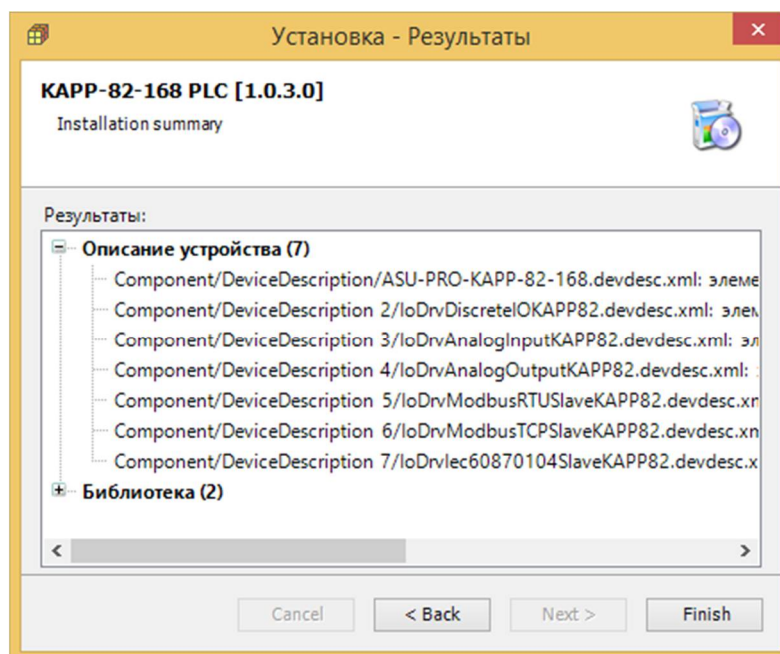 Установка - Результаты
KAPP-82-168 PLC [1.0.3.0]
Installation summary
Результаты:
Описание устройства (7)
Component/DeviceDescription/ASU-PRO-KAPP-82-168.devdesc.xml: элеме
Component/DeviceDescription 2/IoDrvDiscreteIOKAPP82.devdesc.xml: элем
Component/DeviceDescription 3/IoDrvAnalogInputKAPP82.devdesc.xml: эл
Component/DeviceDescription 4/IoDrvAnalogOutputKAPP82.devdesc.xml:
Component/DeviceDescription 5/IoDrvModbusRTUSlaveKAPP82.devdesc.xm
Component/DeviceDescription 6/IoDrvModbusTCPSlaveKAPP82.devdesc.xm
Component/DeviceDescription 7/IoDrvIec60870104SlaveKAPP82.devdesc.x
Библиотека (2)
Cancel < Back Next > Finish